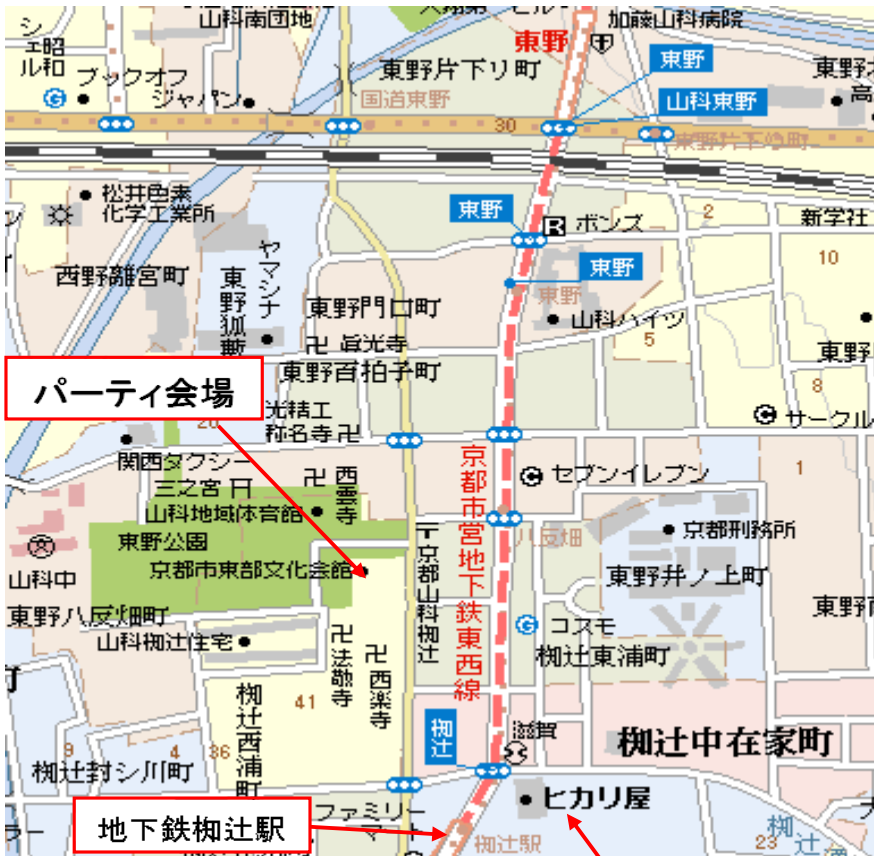 山科南団地
加藤山科病院
東野
シ
ェ昭
ル和
ブックオフ
ジャパン
東野片下り町
国道東野
東野
山科東野
30
東野片下り町
松井色素
化学工業所
東野
ボンズ
2
新学社
10
西野離宮町
ヤマシナ
東野狐藪
東野
東野
東野門口町
山科ハイツ
5
卍 眞光寺
東野百拍子町
東野
8
パーティ会場
光精工
称名寺卍
20
サークル
関西タクシー
三之宮
卍 西雲寺
セブンイレブン
1
山科地域体育館
東野公園
京都市東部文化会館
京都市営地下鉄東西線
八反畑
京都刑務所
山科中
東野井ノ上町
〒京都山科椥辻
東野八反畑町
山科椥辻住宅
卍法敬寺
卍西楽寺
コスモ
椥辻東浦町
41
椥辻西浦町
椥辻
滋賀
椥辻中在家町
9
4
36
椥辻封シ川町
ヒカリ屋
ファミリー
マート
地下鉄椥辻駅
椥辻駅
23
椥辻